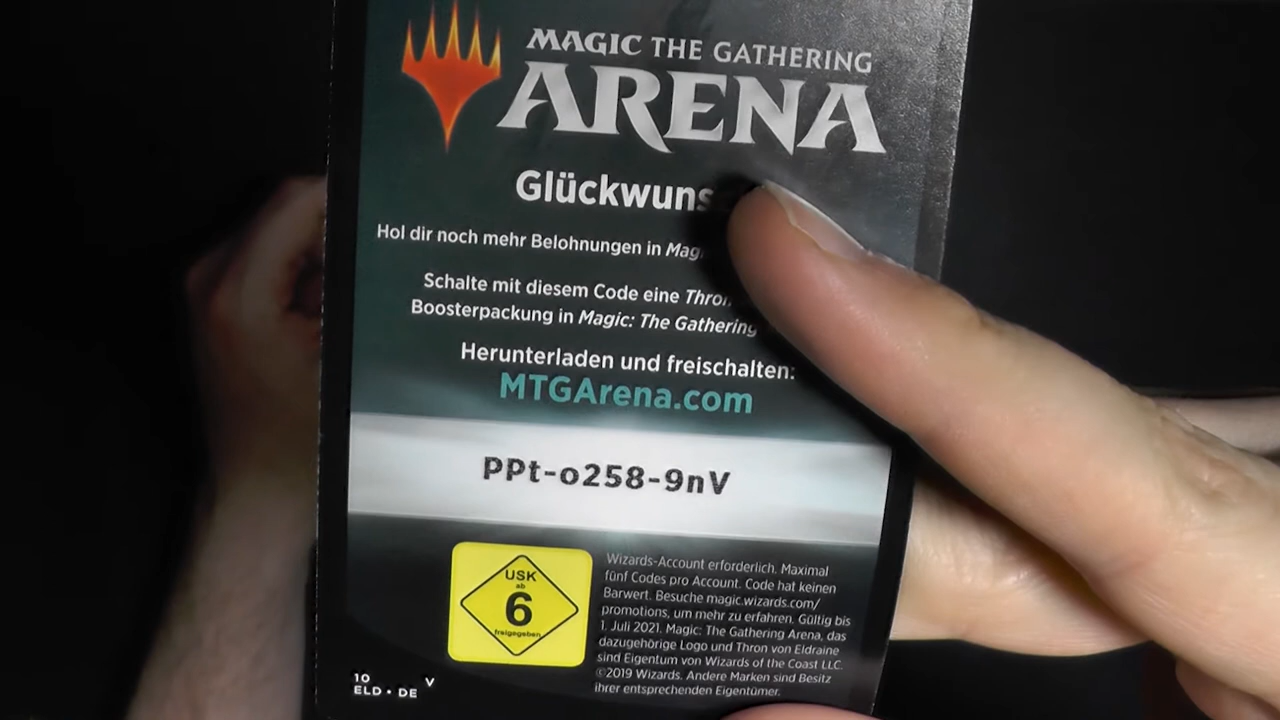 MAGIC THE GATHERING
ARENA
Glückwuns
Hol dir noch mehr Belohnungen in Mag
Schalte mit diesem Code eine Thron
Boosterpackung in Magic: The Gathering
Herunterladen und freischalten:
MTGArena.com
PPt-o258-9nV
USK
ab
6
freigegeben
Wizards-Account erforderlich. Maximal
fünf Codes pro Account. Code hat keinen
Barwert. Besuche magic.wizards.com/
promotions, um mehr zu erfahren. Gültig bis
1. Juli 2021. Magic: The Gathering Arena, das
dazugehörige Logo und Thron von Eldraine
sind Eigentum von Wizards of the Coast LLC.
©2019 Wizards. Andere Marken sind Besitz
ihrer entsprechenden Eigentümer.
10 V
ELD • DE